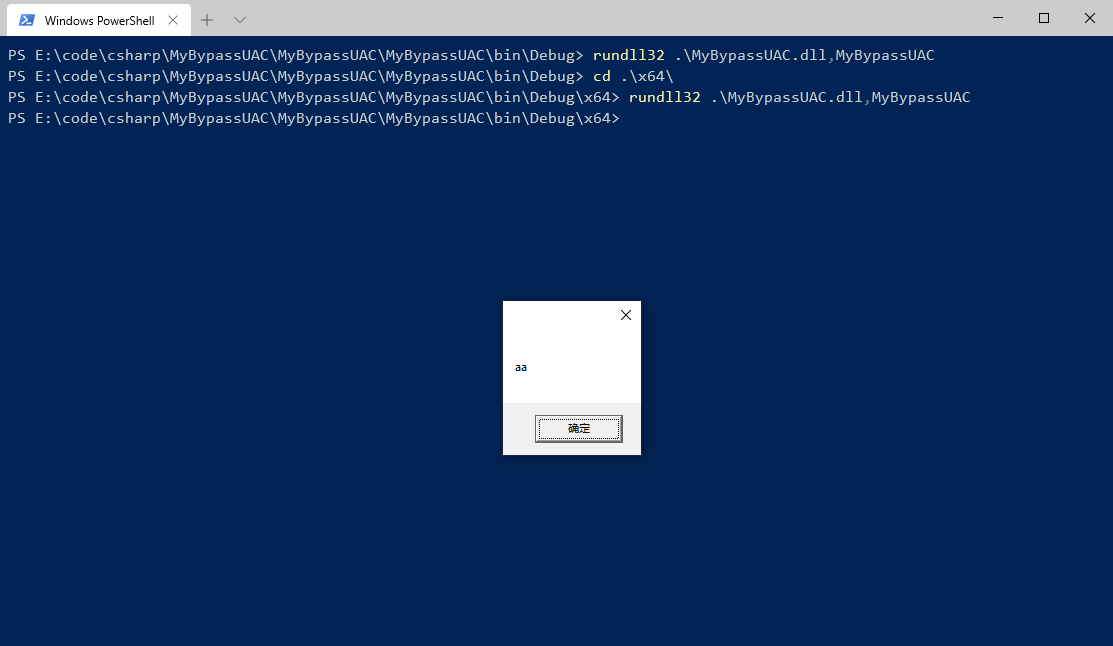 Windows PowerShell
PS E:\code\csharp\MyBypassUAC\MyBypassUAC\MyBypassUAC\bin\Debug> rundll32 .\MyBypassUAC.dll,MyBypassUAC
PS E:\code\csharp\MyBypassUAC\MyBypassUAC\MyBypassUAC\bin\Debug> cd .\x64\
PS E:\code\csharp\MyBypassUAC\MyBypassUAC\MyBypassUAC\bin\Debug\x64> rundll32 .\MyBypassUAC.dll,MyBypassUAC
PS E:\code\csharp\MyBypassUAC\MyBypassUAC\MyBypassUAC\bin\Debug\x64>
aa
确定